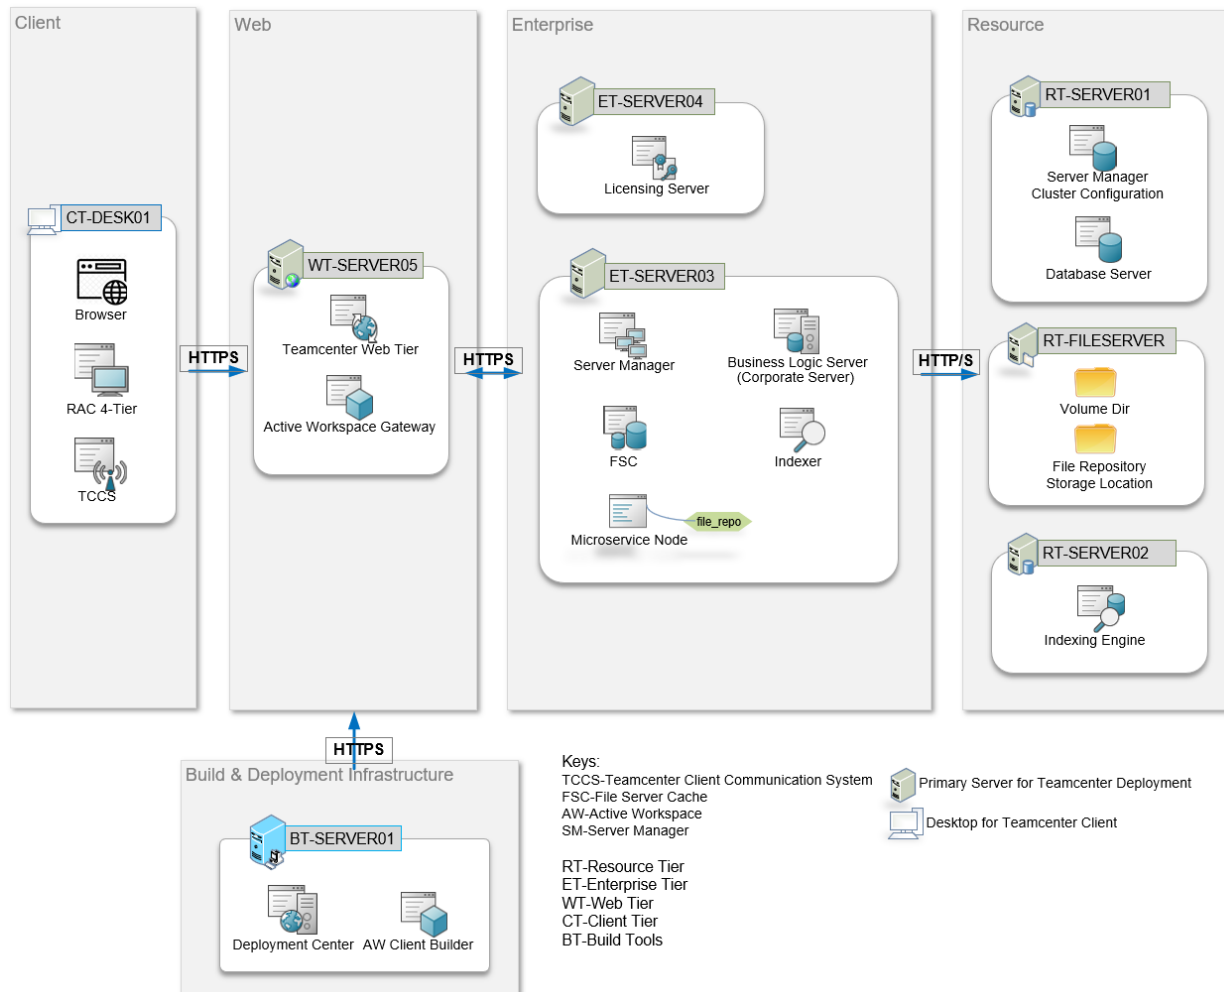 Client
CT-DESK01
Browser
RAC 4-Tier
TCCS
HTTPS
Web
WT-SERVER05
Teamcenter Web Tier
Active Workspace Gateway
HTTPS
Enterprise
ET-SERVER04
Licensing Server
ET-SERVER03
Server Manager
Business Logic Server
(Corporate Server)
FSC
Indexer
Microservice Node
file_repo
HTTP/S
Resource
RT-SERVER01
Server Manager
Cluster Configuration
Database Server
RT-FILESERVER
Volume Dir
File Repository
Storage Location
RT-SERVER02
Indexing Engine
HTTPS
Build & Deployment Infrastructure
BT-SERVER01
Deployment Center
AW Client Builder
Keys:
TCCS-Teamcenter Client Communication System
FSC-File Server Cache
AW-Active Workspace
SM-Server Manager
RT-Resource Tier
ET-Enterprise Tier
WT-Web Tier
CT-Client Tier
BT-Build Tools
Primary Server for Teamcenter Deployment
Desktop for Teamcenter Client